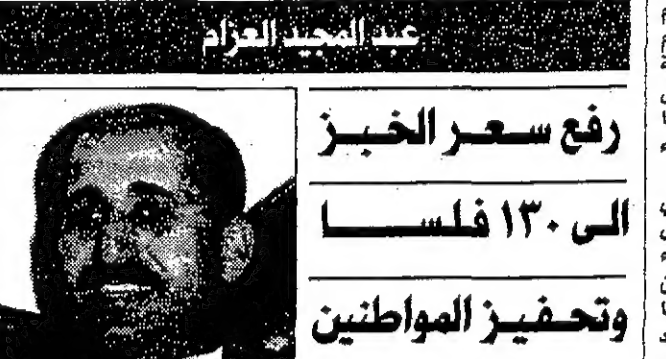 عبد المجيد العزام
رفع سعر الخبز
الى ١٣٠ فلسا
وتحفيز المواطنين